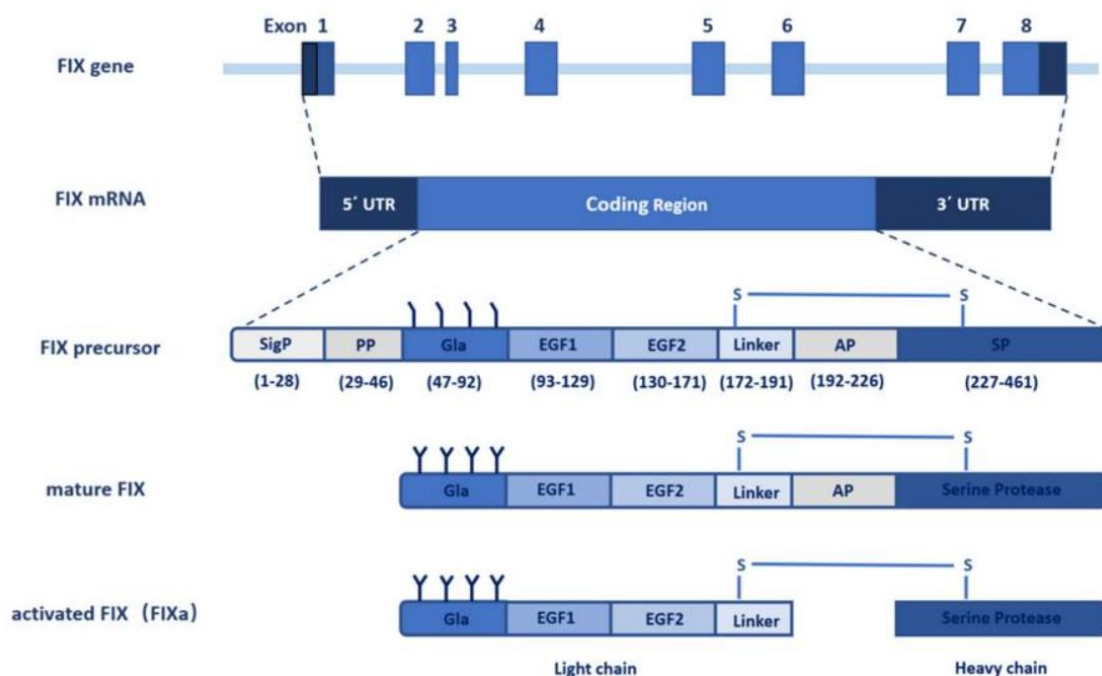 Exon 1 2 3 4 5 6 7 8
FIX gene
FIX mRNA
5´ UTR Coding Region 3´ UTR
S S
FIX precursor
SigP PP Gla EGF1 EGF2 Linker AP SP
(1-28) (29-46) (47-92) (93-129) (130-171) (172-191) (192-226) (227-461)
S S
mature FIX
Gla EGF1 EGF2 Linker AP Serine Protease
S S
activated FIX (FIXa)
Gla EGF1 EGF2 Linker Serine Protease
Light chain Heavy chain